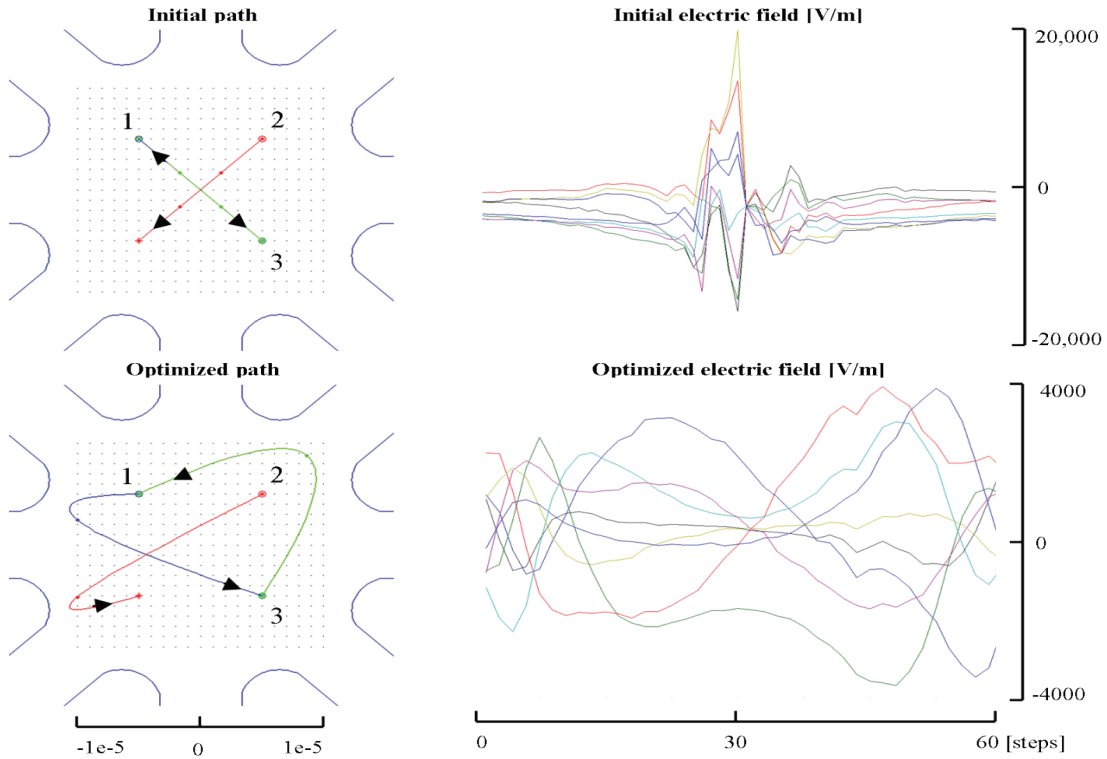 Initial path
Initial electric field [V/m]
20,000
1
2
0
3
-20,000
Optimized path
Optimized electric field [V/m]
4000
1
2
0
3
-4000
-1e-5
0
1e-5
0
30
60
[steps]